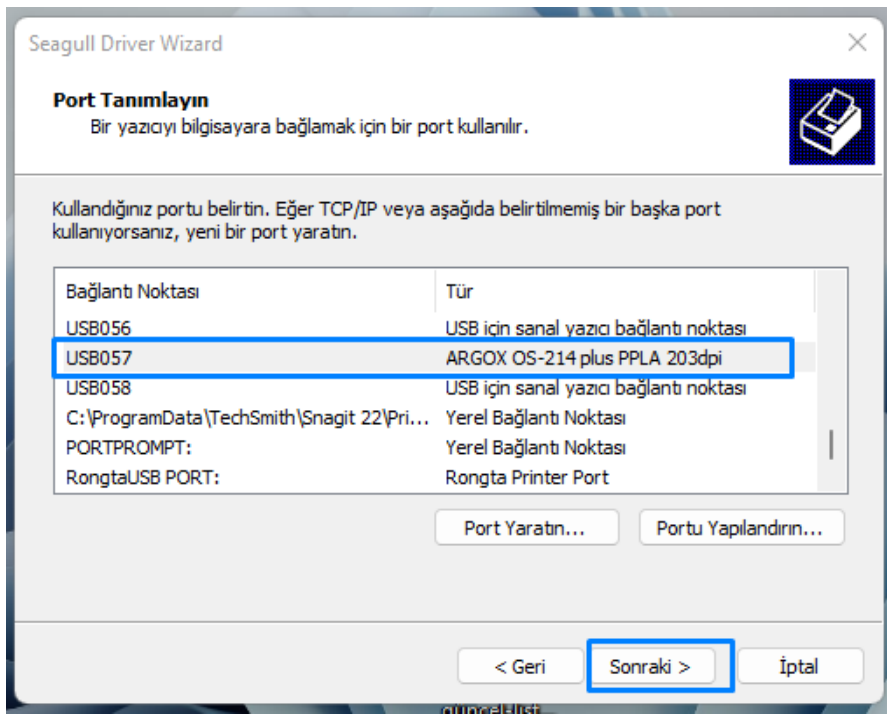 Seagull Driver Wizard
Port Tanımlayın
Bir yazıcıyı bilgisayara bağlamak için bir port kullanılır.
Kullandığınız portu belirtin. Eğer TCP/IP veya aşağıda belirtilmemiş bir başka port
kullanıyorsanız, yeni bir port yaratın.
Bağlantı Noktası Tür
USB056 USB için sanal yazıcı bağlantı noktası
USB057 ARGOX OS-214 plus PPLA 203dpi
USB058 USB için sanal yazıcı bağlantı noktası
C:\ProgramData\TechSmith\Snagit 22\Pri... Yerel Bağlantı Noktası
PORTPROMPT: Yerel Bağlantı Noktası
RongtaUSB PORT: Rongta Printer Port
Port Yaratın... Portu Yapılandırın...
< Geri Sonraki > İptal